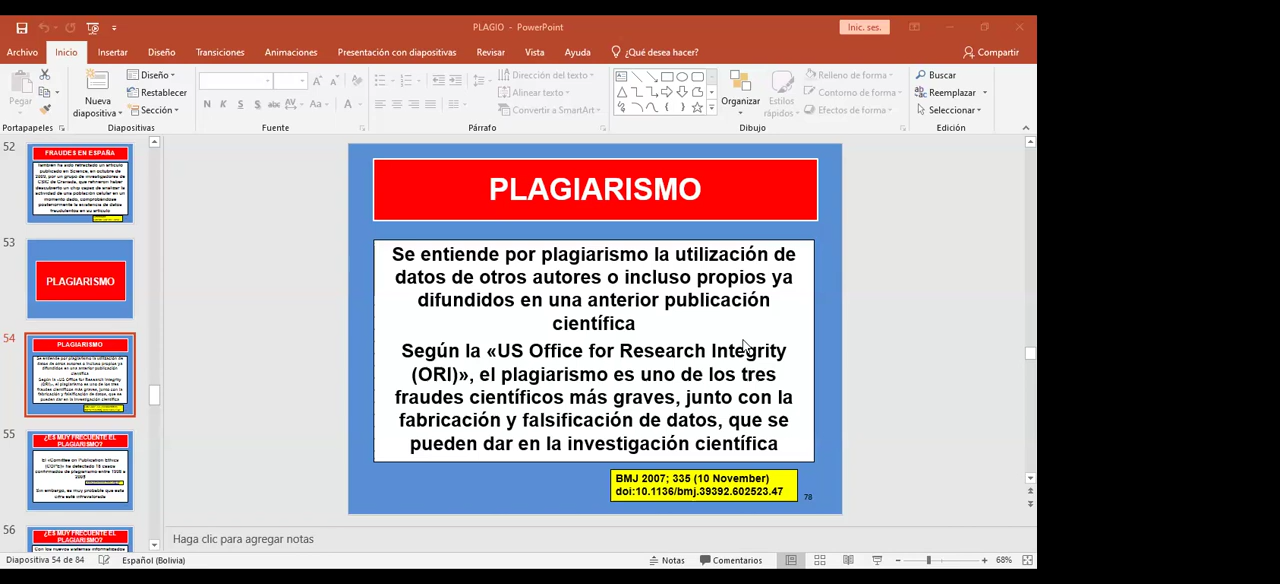 PLAGIO - PowerPoint
Inic. ses.
Archivo Inicio Insertar Diseño Transiciones Animaciones Presentación con diapositivas Revisar Vista Ayuda ¿Qué desea hacer? Compartir
Pegar
Nueva diapositiva
Diseño
Restablecer
Sección
N K S S abc AV Aa A
Dirección del texto
Alinear texto
Convertir a SmartArt
Organizar
Estilos rápidos
Relleno de forma
Contorno de forma
Efectos de forma
Buscar
Reemplazar
Seleccionar
Portapapeles Diapositivas Fuente Párrafo Dibujo Edición
52
FRAUDES EN ESPAÑA
53
PLAGIARISMO
54
PLAGIARISMO
55
¿ES MUY FRECUENTE EL
PLAGIARISMO?
56
¿ES MUY FRECUENTE EL
PLAGIARISMO?
PLAGIARISMO
Se entiende por plagiarismo la utilización de
datos de otros autores o incluso propios ya
difundidos en una anterior publicación
científica
Según la «US Office for Research Integrity
(ORI)», el plagiarismo es uno de los tres
fraudes científicos más graves, junto con la
fabricación y falsificación de datos, que se
pueden dar en la investigación científica
BMJ 2007; 335 (10 November)
doi:10.1136/bmj.39392.602523.47
78
Haga clic para agregar notas
Diapositiva 54 de 84 Español (Bolivia) Notas Comentarios 68%